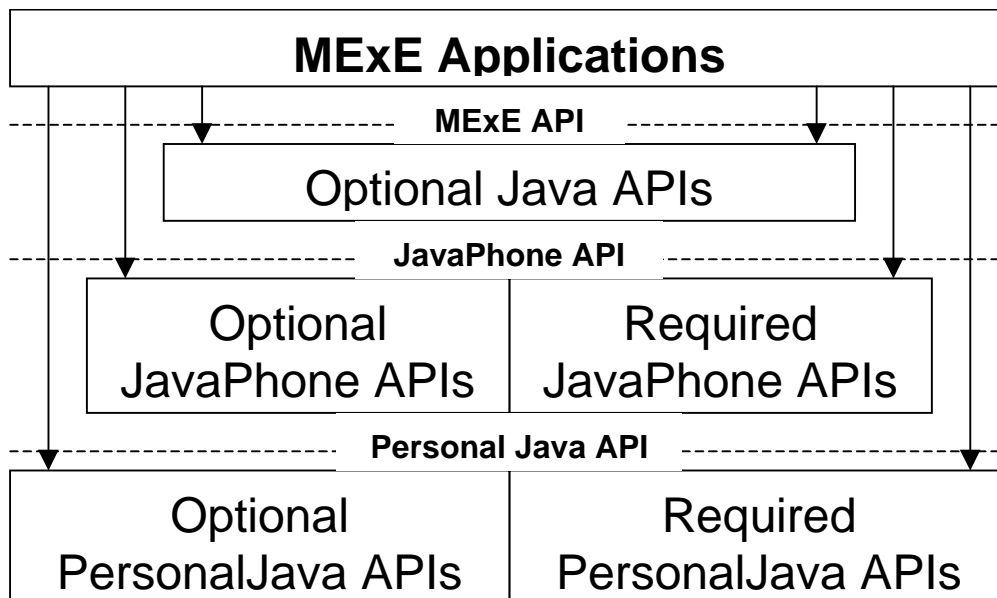 MExE Applications
MExE API
Optional Java APIs
JavaPhone API
Optional
JavaPhone APIs
Required
JavaPhone APIs
Personal Java API
Optional
PersonalJava APIs
Required
PersonalJava APIs